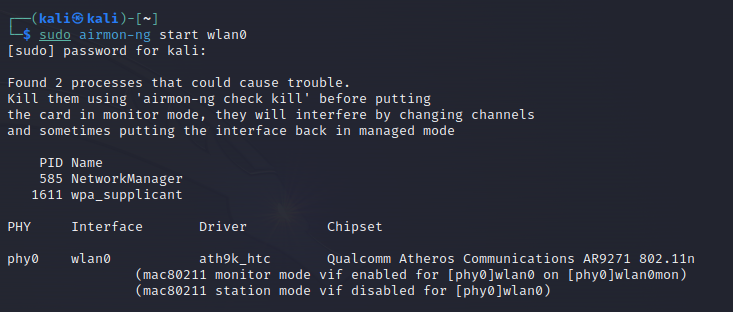 ┌──(kali㉿kali)-[~]
└─$ sudo airmon-ng start wlan0
[sudo] password for kali:
Found 2 processes that could cause trouble.
Kill them using 'airmon-ng check kill' before putting
the card in monitor mode, they will interfere by changing channels
and sometimes putting the interface back in managed mode
PID Name
585 NetworkManager
1611 wpa_supplicant
PHY Interface Driver Chipset
phy0 wlan0 ath9k_htc Qualcomm Atheros Communications AR9271 802.11n
(mac80211 monitor mode vif enabled for [phy0]wlan0 on [phy0]wlan0mon)
(mac80211 station mode vif disabled for [phy0]wlan0)